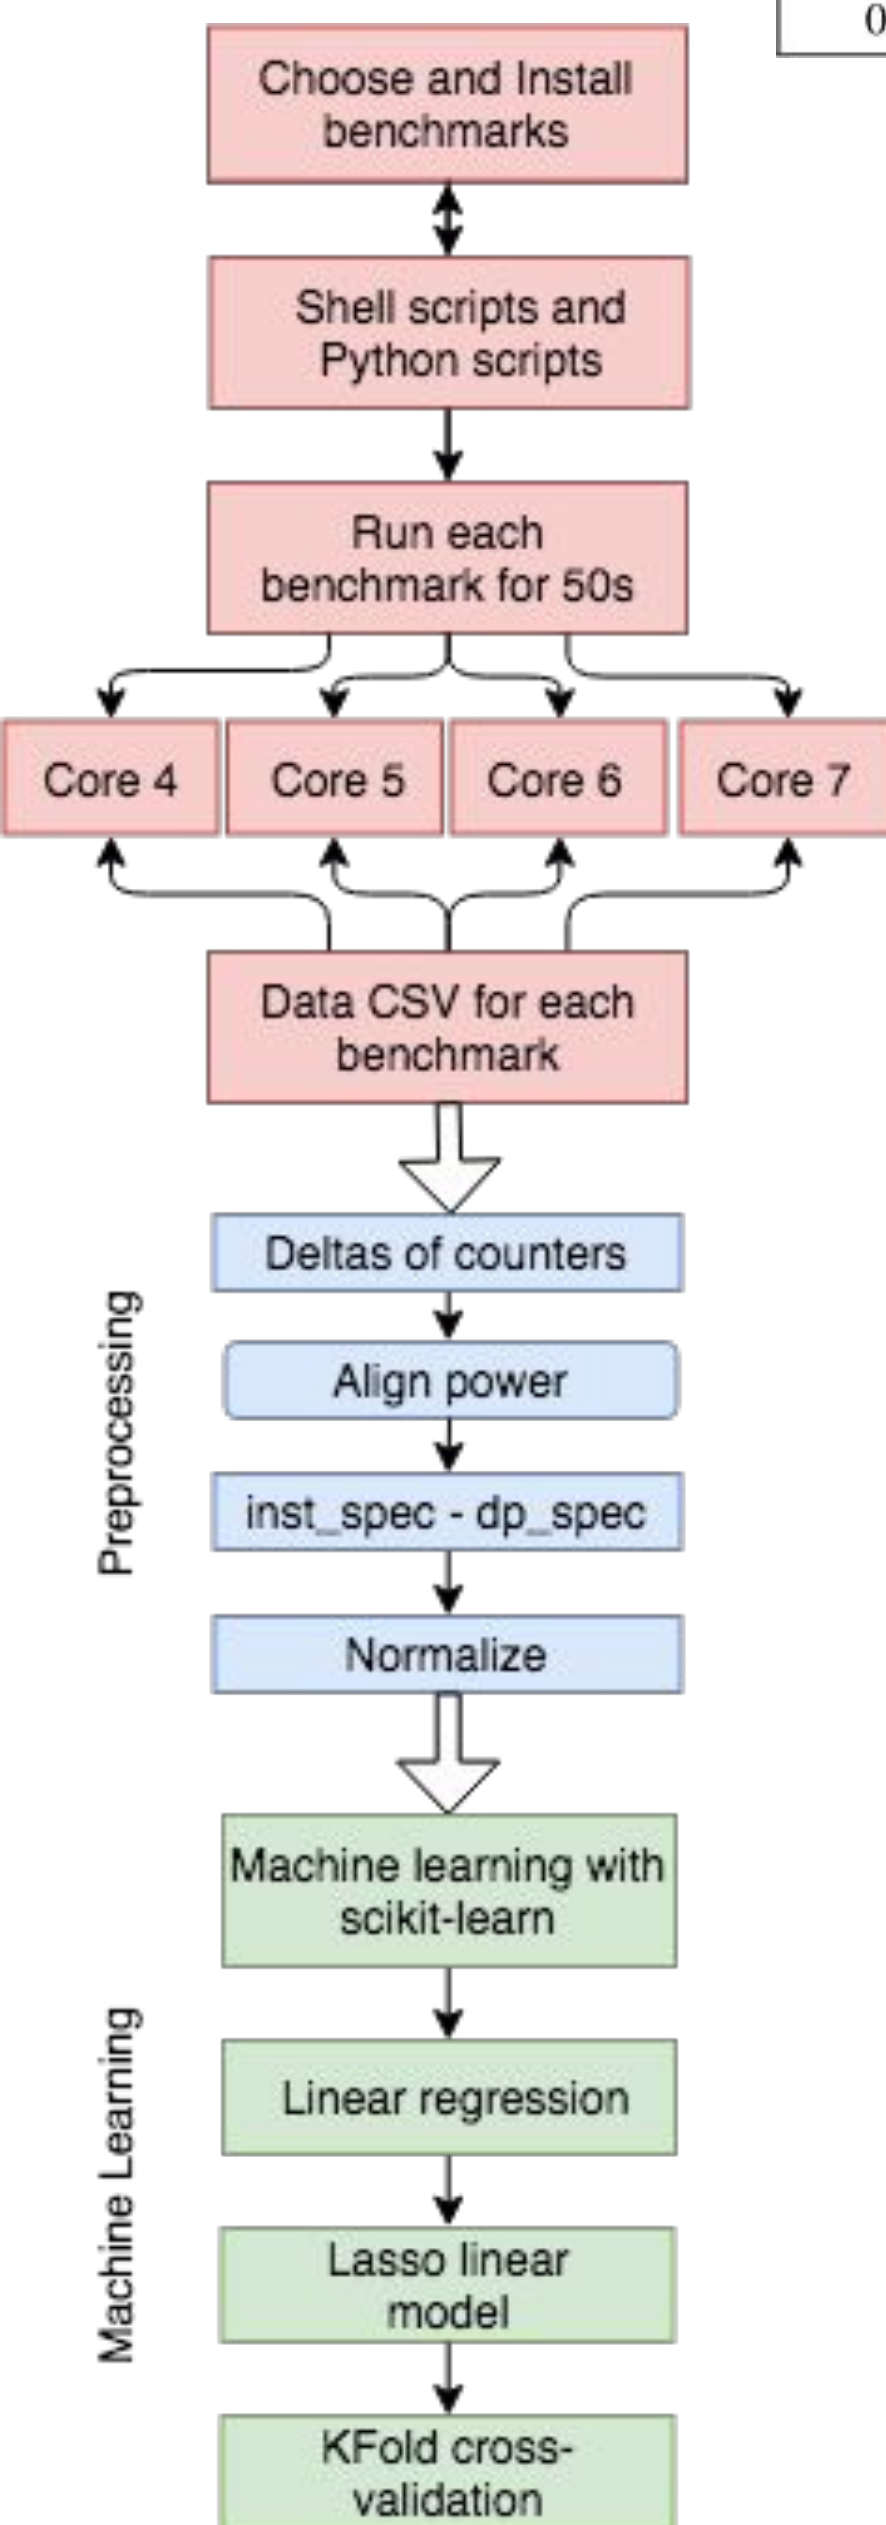 0
Choose and Install
benchmarks
Shell scripts and
Python scripts
Run each
benchmark for 50s
Core 4
Core 5
Core 6
Core 7
Data CSV for each
benchmark
Preprocessing
Deltas of counters
Align power
inst_spec - dp_spec
Normalize
Machine Learning
Machine learning with
scikit-learn
Linear regression
Lasso linear
model
KFold cross-
validation